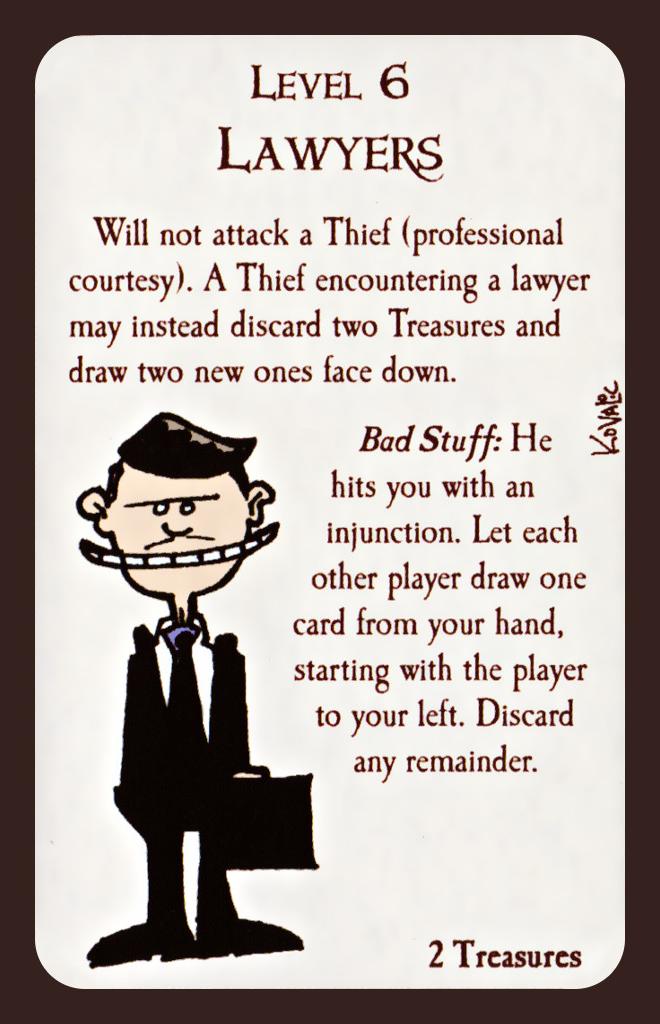 Level 6
Lawyers
Will not attack a Thief (professional
courtesy). A Thief encountering a lawyer
may instead discard two Treasures and
draw two new ones face down.
Kovalic
Bad Stuff: He
hits you with an
injunction. Let each
other player draw one
card from your hand,
starting with the player
to your left. Discard
any remainder.
2 Treasures